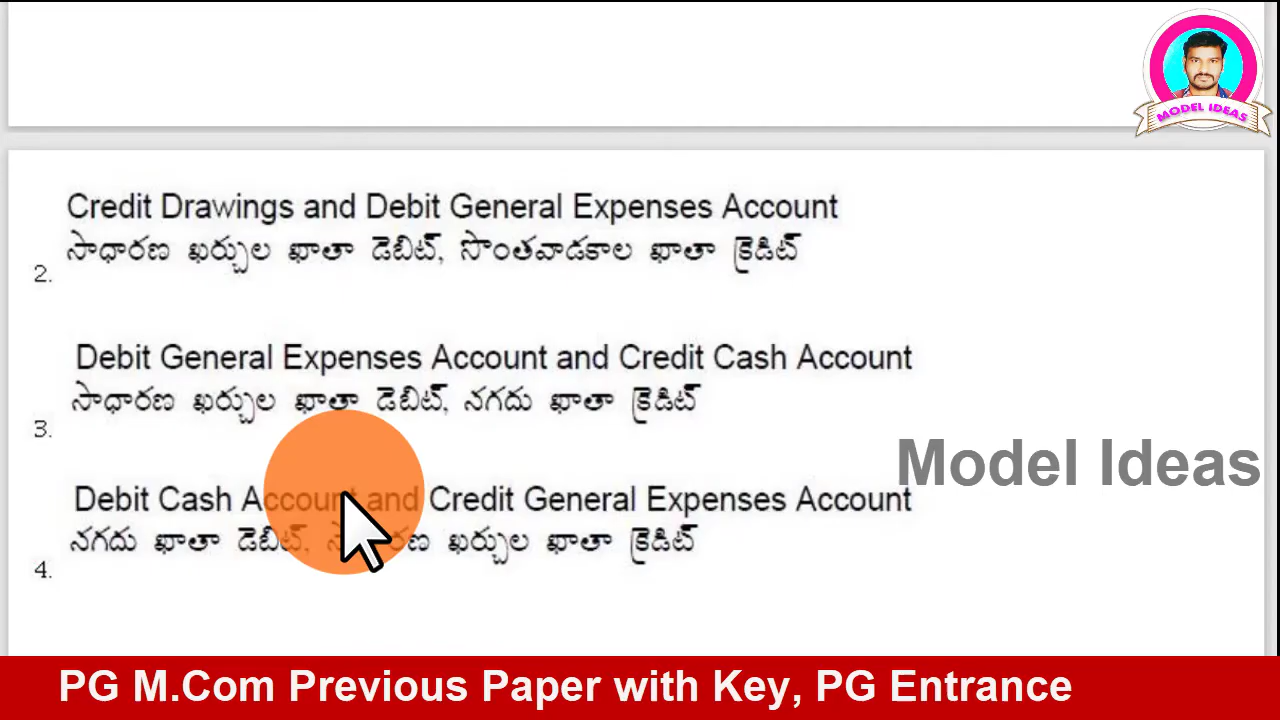 MODEL IDEAS
Credit Drawings and Debit General Expenses Account
సాధారణ ఖర్చుల ఖాతా డెబిట్, సొంతవాడకాల ఖాతా క్రెడిట్
2.
Debit General Expenses Account and Credit Cash Account
సాధారణ ఖర్చుల ఖాతా డెబిట్, నగదు ఖాతా క్రెడిట్
3.
Model Ideas
Debit Cash Account and Credit General Expenses Account
నగదు ఖాతా డెబిట్, ఖర్చుల ఖాతా క్రెడిట్
4.
PG M.Com Previous Paper with Key, PG Entrance